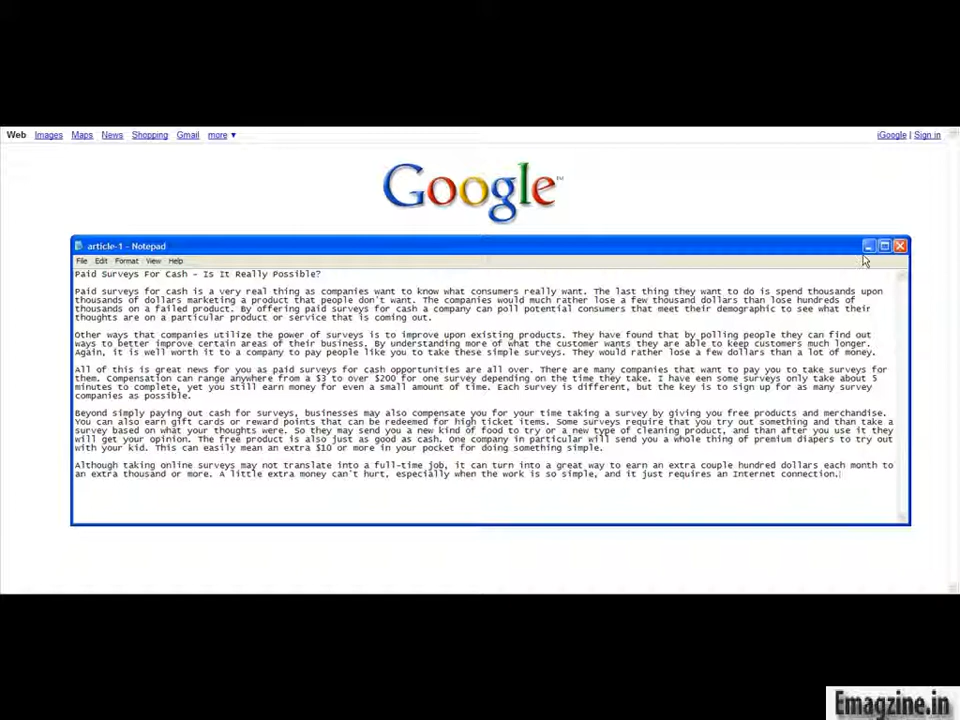 Web Images Maps News Shopping Gmail more ▼ iGoogle | Sign in
Google™
article-1 - Notepad
File Edit Format View Help
Paid Surveys For Cash - Is It Really Possible?
Paid surveys for cash is a very real thing as companies want to know what consumers really want. The last thing they want to do is spend thousands upon
thousands of dollars marketing a product that people don't want. The companies would much rather lose a few thousand dollars than lose hundreds of
thousands on a failed product. By offering paid surveys for cash a company can poll potential consumers that meet their demographic to see what their
thoughts are on a particular product or service that is coming out.
Other ways that companies utilize the power of surveys is to improve upon existing products. They have found that by polling people they can find out
ways to better improve certain areas of their business. By understanding more of what the customer wants they are able to keep customers much longer.
Again, it is well worth it to a company to pay people like you to take these simple surveys. They would rather lose a few dollars than a lot of money.
All of this is great news for you as paid surveys for cash opportunities are all over. There are many companies that want to pay you to take surveys for
them. Compensation can range anywhere from a $3 to over $200 for one survey depending on the time they take. I have een some surveys only take about 5
minutes to complete, yet you still earn money for even a small amount of time. Each survey is different, but the key is to sign up for as many survey
companies as possible.
Beyond simply paying out cash for surveys, businesses may also compensate you for your time taking a survey by giving you free products and merchandise.
You can also earn gift cards or reward points that can be redeemed for high ticket items. Some surveys require that you try out something and than take a
survey based on what your thoughts were. So they may send you a new kind of food to try or a new type of cleaning product, and than after you use it they
will get your opinion. The free product is also just as good as cash. One company in particular will send you a whole thing of premium diapers to try out
with your kid. This can easily mean an extra $10 or more in your pocket for doing something simple.
Although taking online surveys may not translate into a full-time job, it can turn into a great way to earn an extra couple hundred dollars each month to
an extra thousand or more. A little extra money can't hurt, especially when the work is so simple, and it just requires an Internet connection.
Emagzine.in